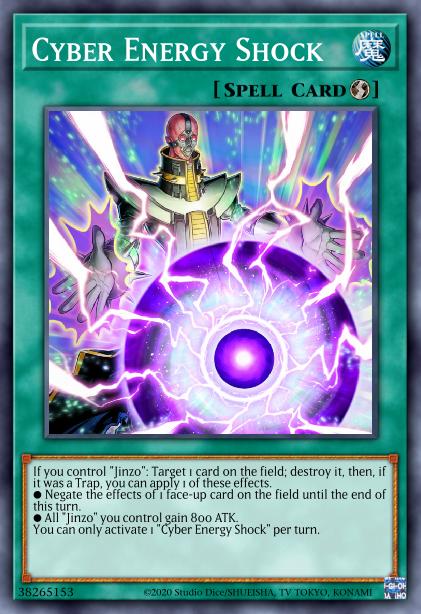 CYBER ENERGY SHOCK
SPELL
魔
[SPELL CARD]
If you control "Jinzo": Target 1 card on the field; destroy it, then, if
it was a Trap, you can apply 1 of these effects.
● Negate the effects of 1 face-up card on the field until the end of
this turn.
● All "Jinzo" you control gain 800 ATK.
You can only activate 1 "Cyber Energy Shock" per turn.
38265153
©2020 Studio Dice/SHUEISHA, TV TOKYO, KONAMI